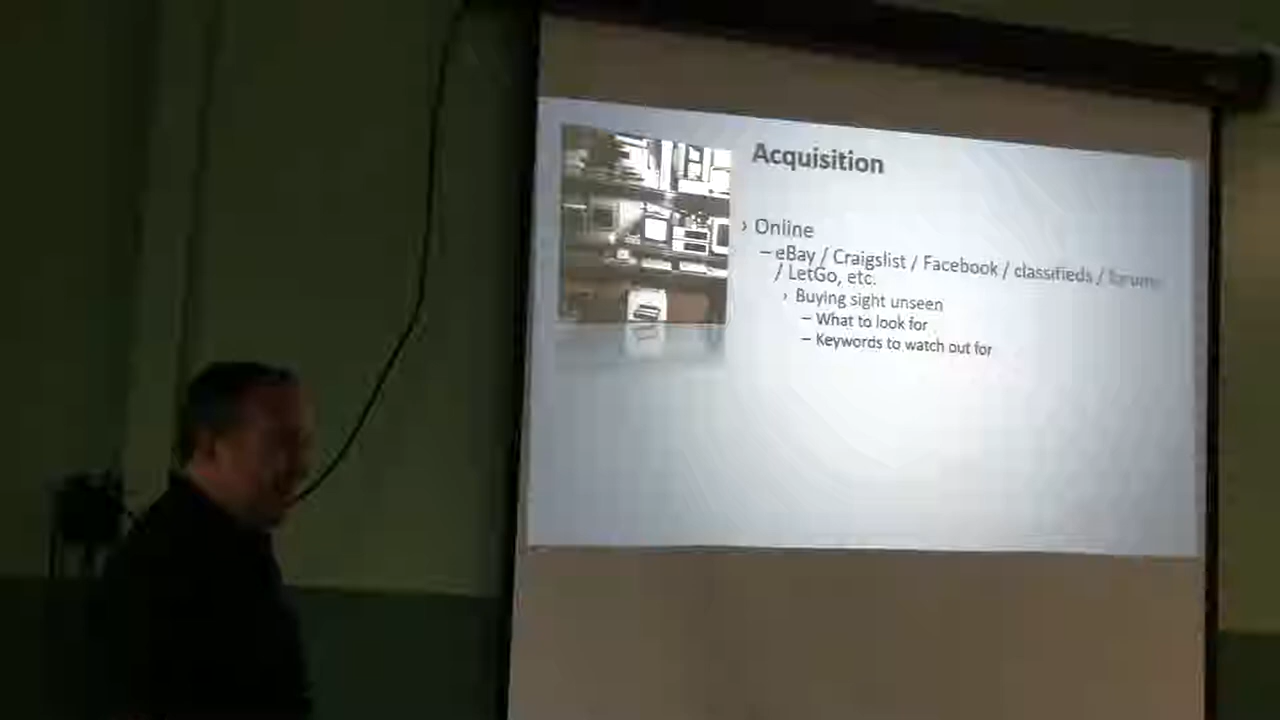 Acquisition
› Online
– eBay / Craigslist / Facebook / classifieds / forums
/ LetGo, etc.
› Buying sight unseen
– What to look for
– Keywords to watch out for